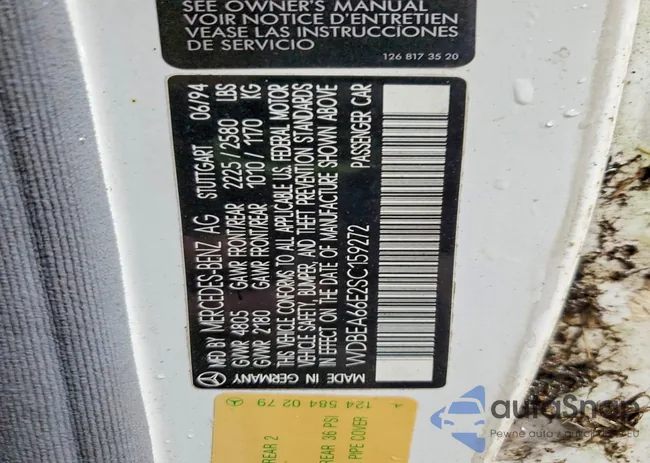 SEE OWNER'S MANUAL
VOIR NOTICE D'ENTRETIEN
VEASE LAS INSTRUCCIONES
DE SERVICIO
126 817 35 20
MFD BY MERCEDES-BENZ AG STUTTGART 06/94
GVWR 4805 GAWR FRONT/REAR 2225/2580 LBS
GVWR 2180 GAWR FRONT/REAR 1010/1170 KG
THIS VEHICLE CONFORMS TO ALL APPLICABLE U.S. FEDERAL MOTOR
VEHICLE SAFETY, BUMPER, AND THEFT PREVENTION STANDARDS
IN EFFECT ON THE DATE OF MANUFACTURE SHOWN ABOVE
WDBEA66E2SC159272 PASSENGER CAR
MADE IN GERMANY
124 584 02 79
REAR 2
REAR 36 PSI
PIPE COVER
autoSnap
Pewne auta z
EU